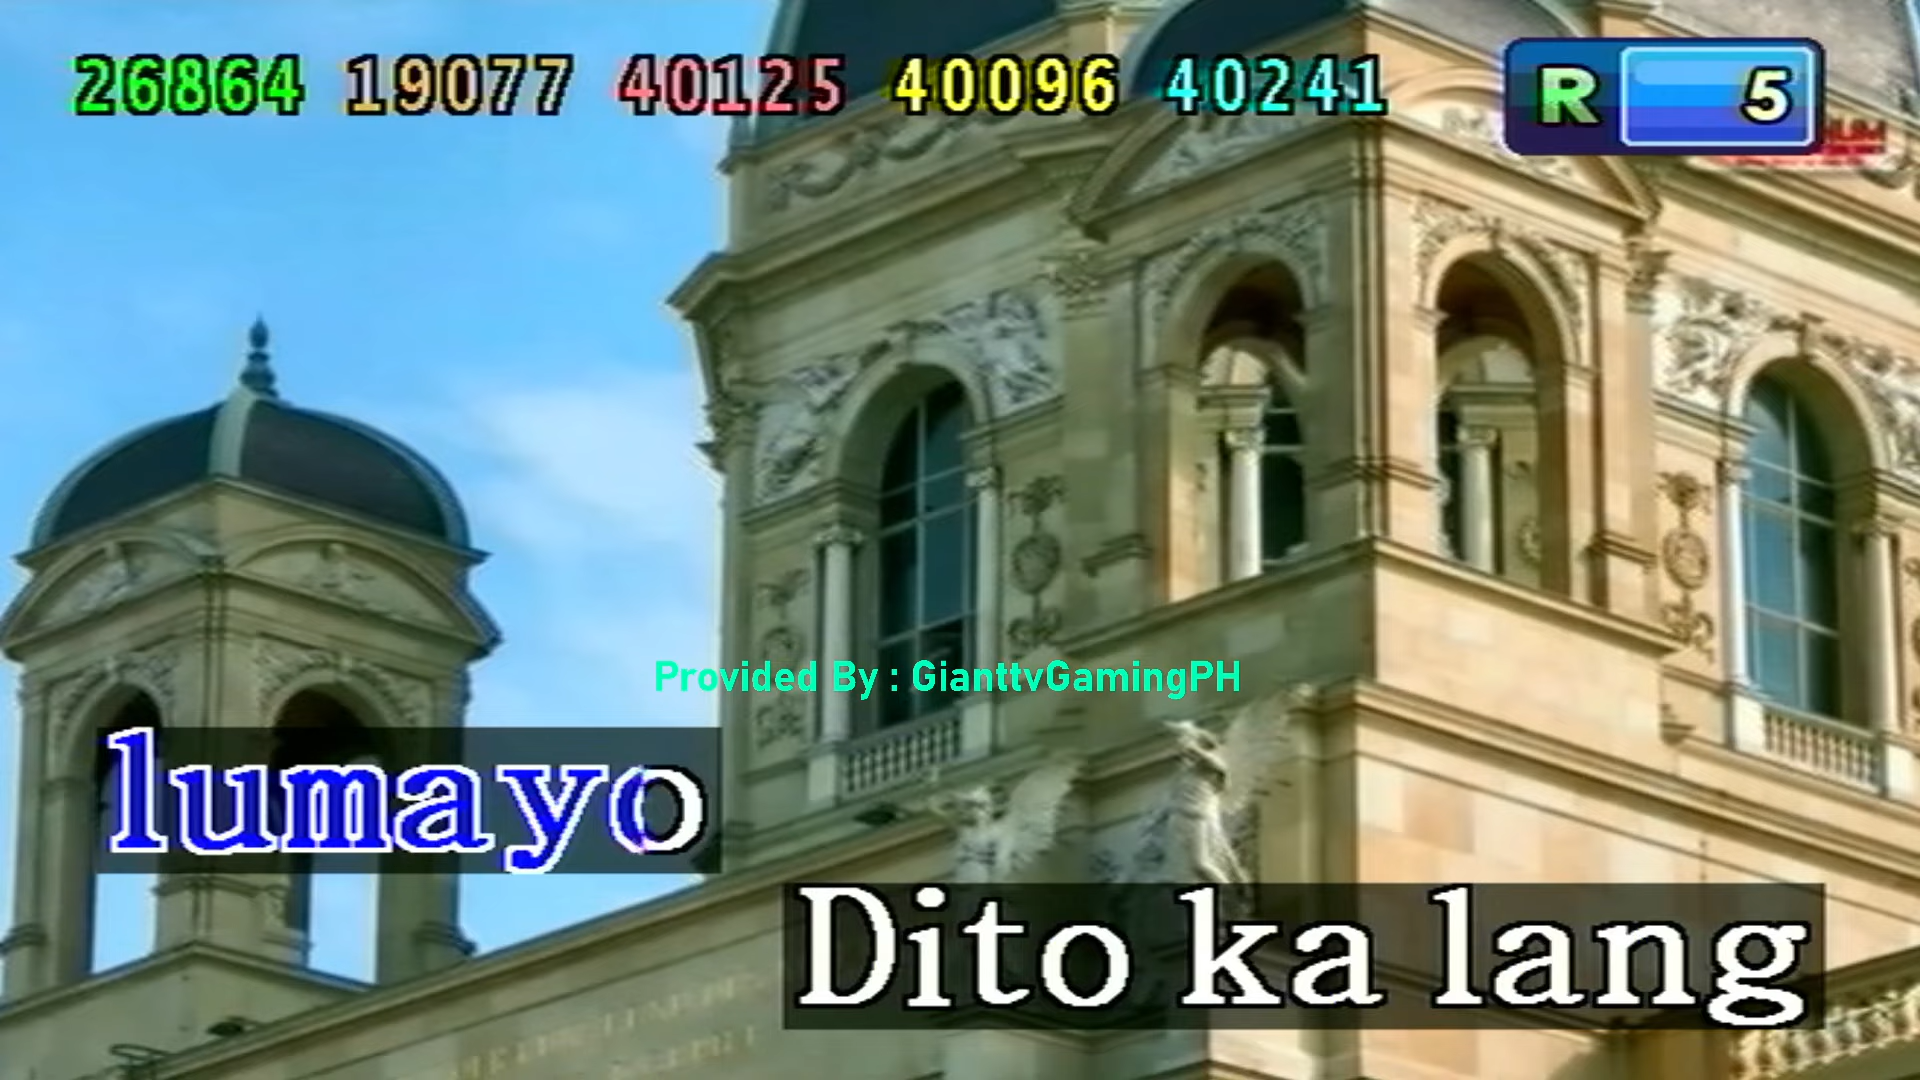 26864 19077 40125 40096 40241 R 5
Provided By : GianttvGamingPH
lumayo
Dito ka lang